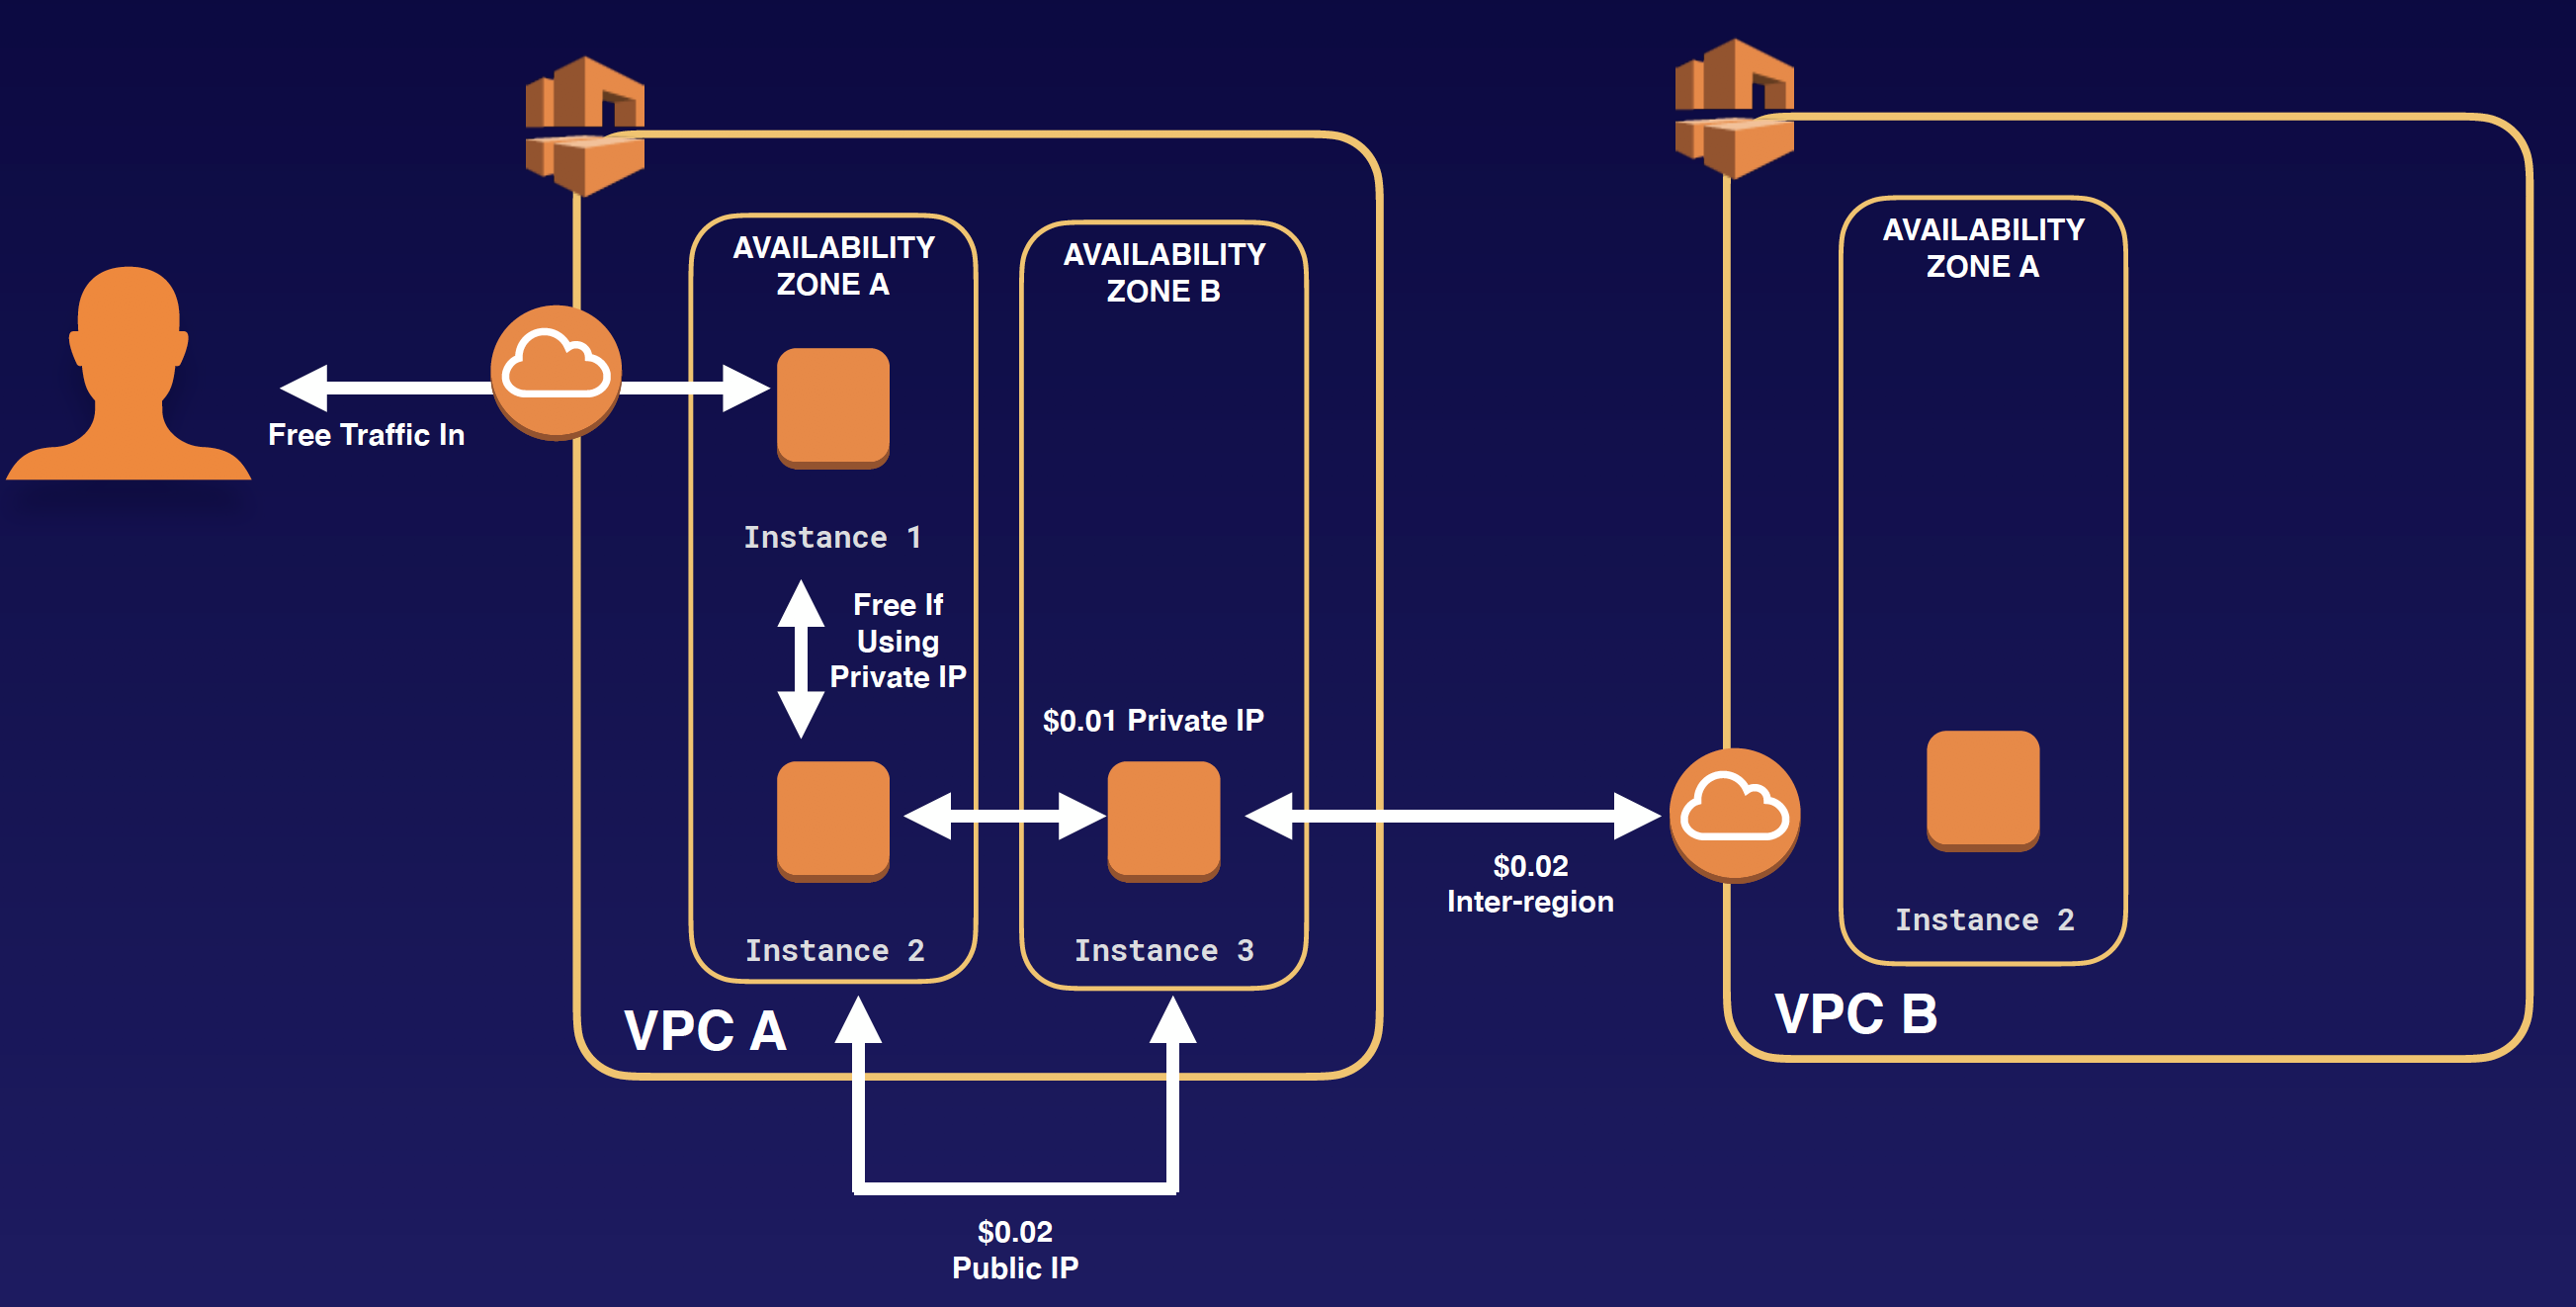 AVAILABILITY
ZONE A
AVAILABILITY
ZONE B
AVAILABILITY
ZONE A
Free Traffic In
Instance 1
Free If
Using
Private IP
$0.01 Private IP
$0.02
Inter-region
Instance 2
Instance 3
Instance 2
VPC A
VPC B
$0.02
Public IP